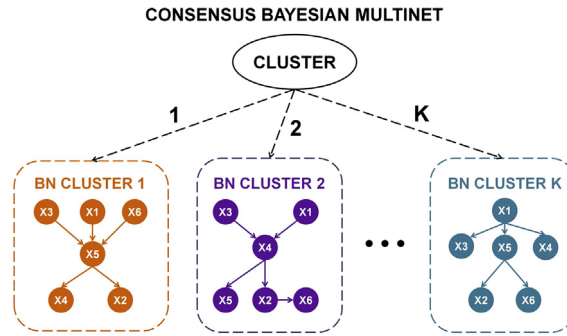 CONSENSUS BAYESIAN MULTINET
CLUSTER
1 2 K
BN CLUSTER 1 BN CLUSTER 2 BN CLUSTER K
X3 X1 X6 X3 X1 X1
X5 X4 X3 X5 X4
X4 X2 X5 X2 X6 X2 X6